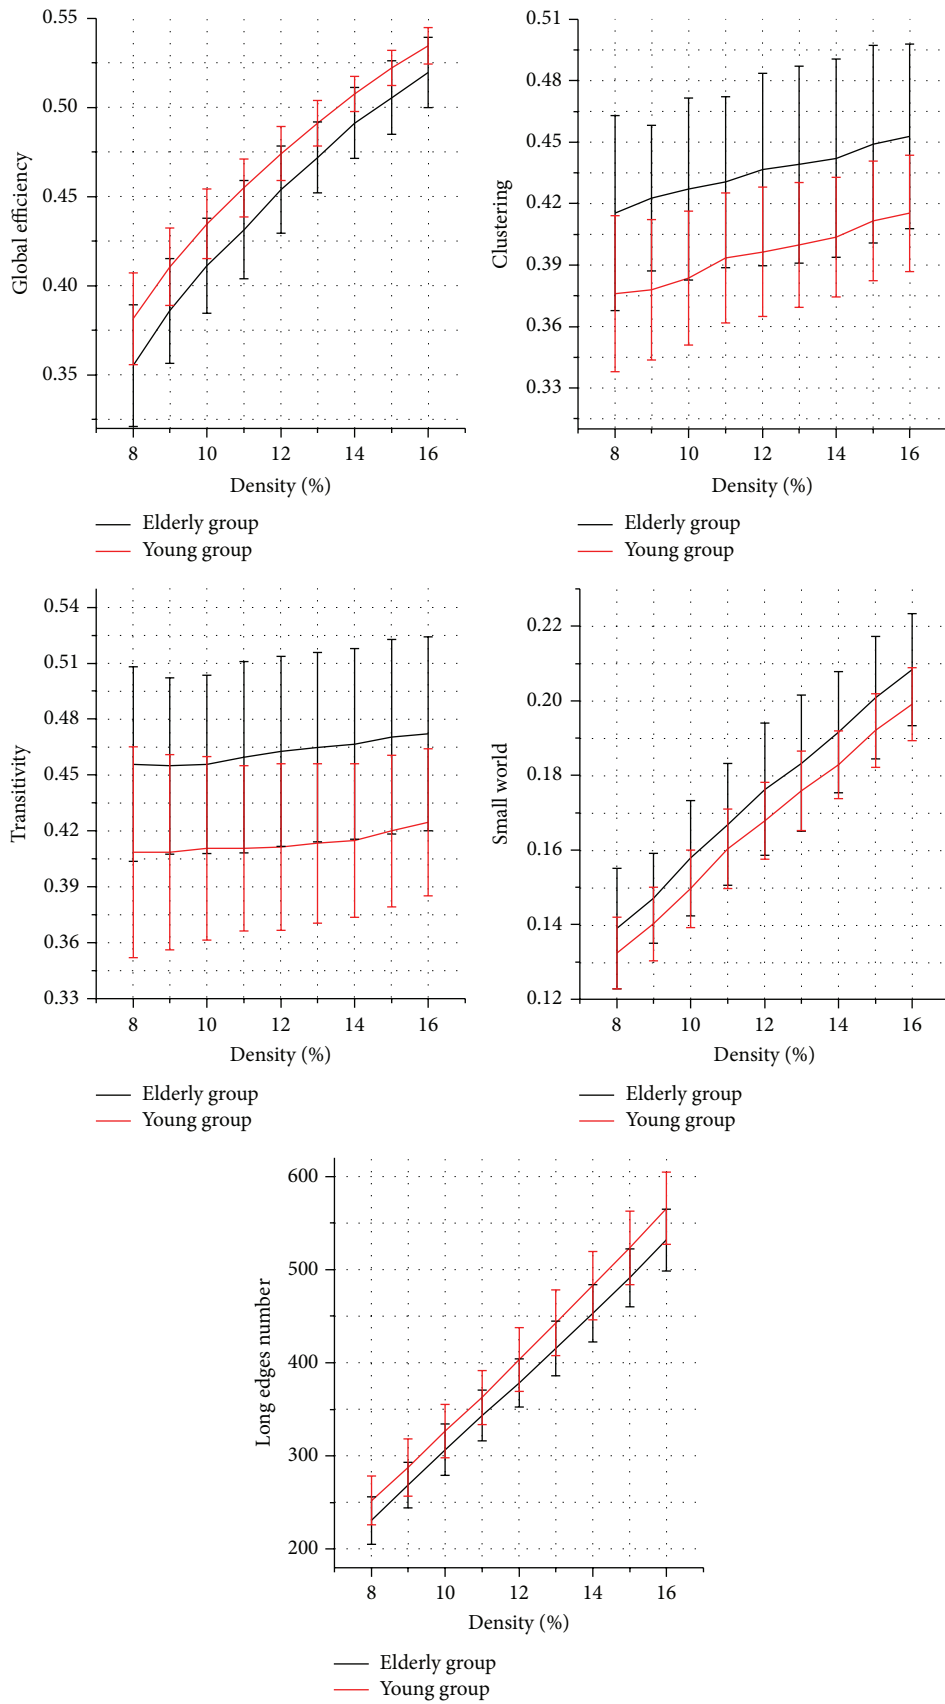 0.55
0.50
0.45
0.40
0.35
Global efficiency
8 10 12 14 16
Density (%)
Elderly group
Young group
0.51
0.48
0.45
0.42
0.39
0.36
0.33
Clustering
8 10 12 14 16
Density (%)
Elderly group
Young group
0.54
0.51
0.48
0.45
0.42
0.39
0.36
0.33
Transitivity
8 10 12 14 16
Density (%)
Elderly group
Young group
0.22
0.20
0.18
0.16
0.14
0.12
Small world
8 10 12 14 16
Density (%)
Elderly group
Young group
600
500
400
300
200
Long edges number
8 10 12 14 16
Density (%)
Elderly group
Young group